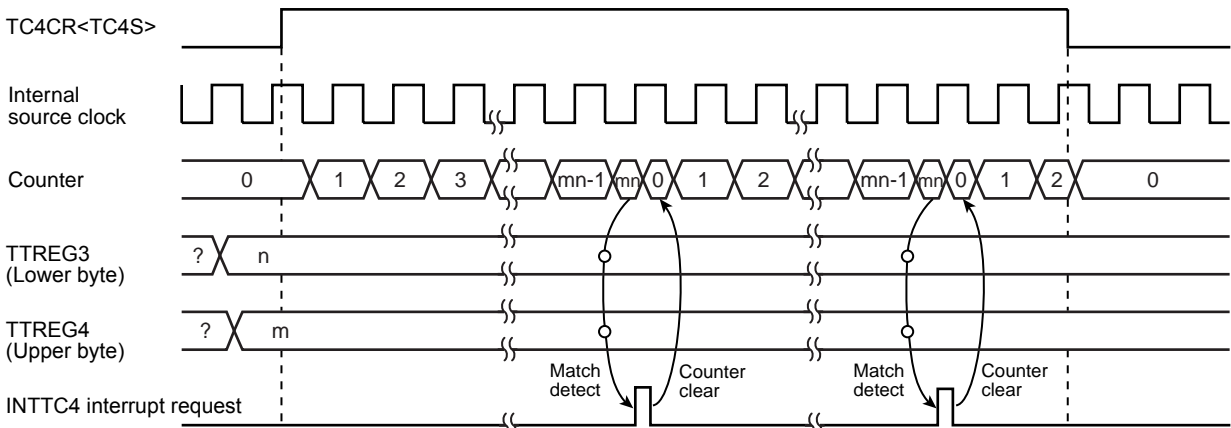 TC4CR<TC4S>
Internal
source clock
Counter
0 1 2 3 mn-1 mn 0 1 2 mn-1 mn 0 1 2 0
TTREG3
(Lower byte)
? n
TTREG4
(Upper byte)
? m
Match
detect
Counter
clear
Match
detect
Counter
clear
INTTC4 interrupt request